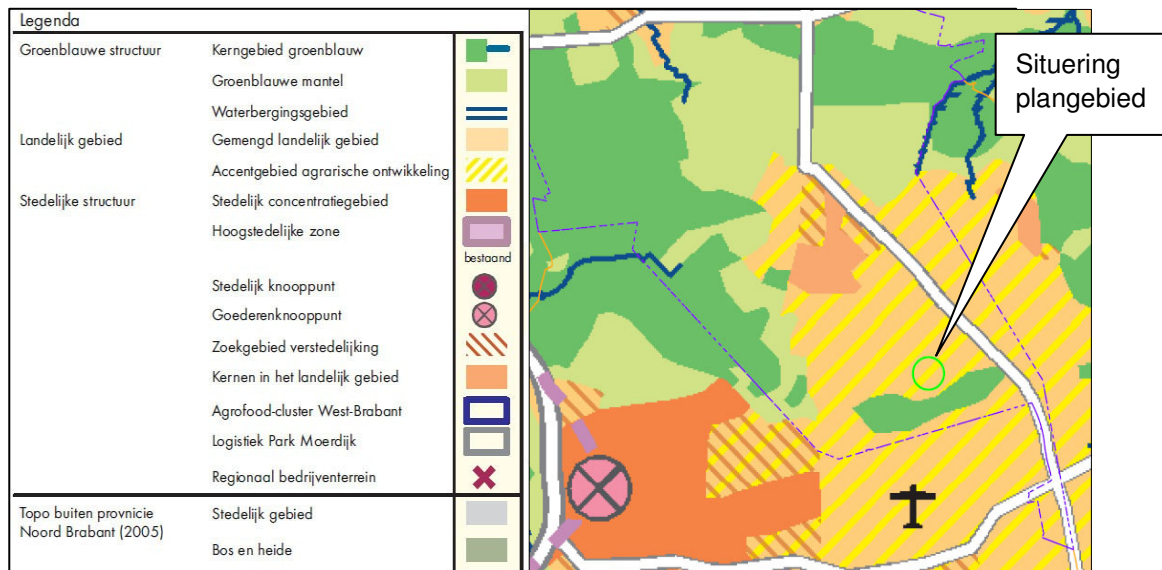 Legenda
Groenblauwe structuur Kerngebied groenblauw
Groenblauwe mantel
Waterbergingsgebied
Landelijk gebied Gemengd landelijk gebied
Accentgebied agrarische ontwikkeling
Stedelijke structuur Stedelijk concentratiegebied
Hoogstedelijke zone
bestaand
Stedelijk knooppunt
Goederenknooppunt
Zoekgebied verstedelijking
Kernen in het landelijk gebied
Agrofood-cluster West-Brabant
Logistiek Park Moerdijk
Regionaal bedrijventerrein
Topo buiten provnicie Stedelijk gebied
Noord Brabant (2005)
Bos en heide
Situering
plangebied